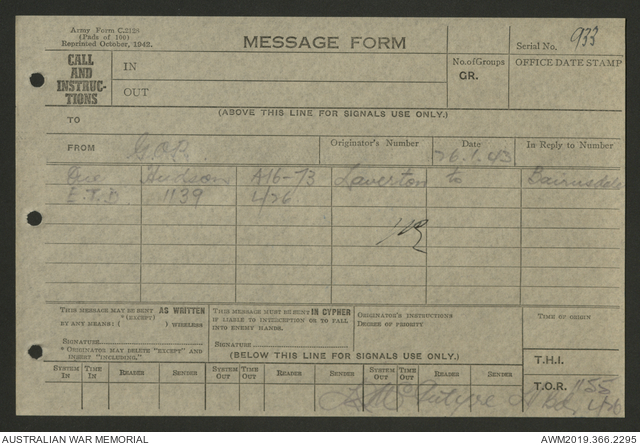 Army Form C.2128
(Pads of 100)
Reprinted October, 1942.
MESSAGE FORM
Serial No. 933
CALL AND INSTRUC-TIONS
IN
OUT
No. of Groups
GR.
OFFICE DATE STAMP
(ABOVE THIS LINE FOR SIGNALS USE ONLY.)
TO
FROM G.O.R.
Originator's Number
Date
26.1.43
In Reply to Number
One Hudson A16-73 Laverton to Bairnsdale
E.T.D. 1139 4/26
THIS MESSAGE MAY BE SENT AS WRITTEN
* (EXCEPT)
BY ANY MEANS ( ) WIRELESS
SIGNATURE
* ORIGINATOR MAY DELETE "EXCEPT" AND INSERT "INCLUDING."
THIS MESSAGE MUST BE SENT IN CYPHER
IF LIABLE TO INTERCEPTION OR TO FALL INTO ENEMY HANDS.
SIGNATURE
ORIGINATOR'S INSTRUCTIONS
DEGREE OF PRIORITY
TIME OF ORIGIN
(BELOW THIS LINE FOR SIGNALS USE ONLY.)
T.H.I.
SYSTEM IN TIME IN READER SENDER SYSTEM OUT TIME OUT READER SENDER SYSTEM OUT TIME OUT READER SENDER
T.O.R. 1155
4/26
AUSTRALIAN WAR MEMORIAL
AWM2019.366.2295